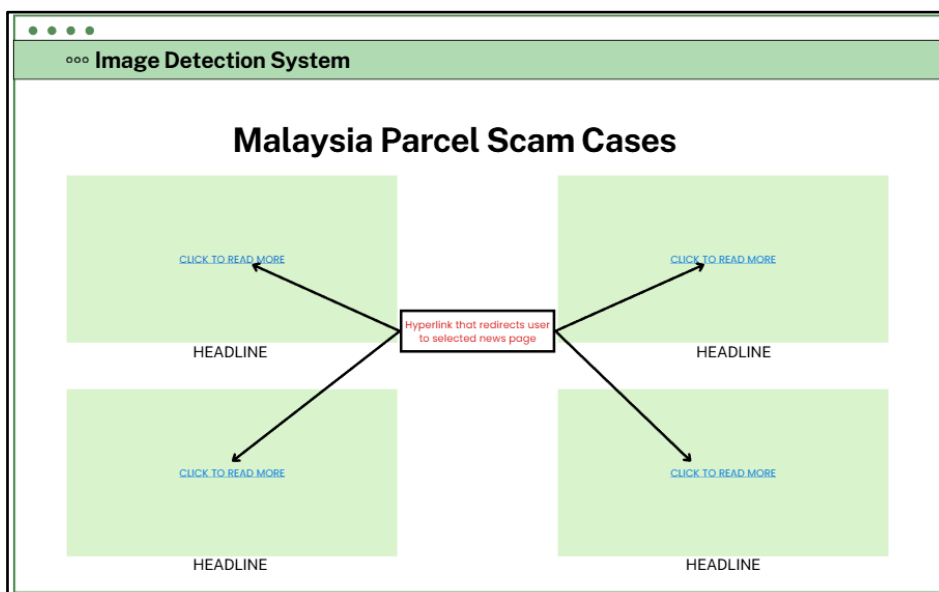 Image Detection System
Malaysia Parcel Scam Cases
CLICK TO READ MORE
CLICK TO READ MORE
Hyperlink that redirects user
to selected news page
HEADLINE
HEADLINE
CLICK TO READ MORE
CLICK TO READ MORE
HEADLINE
HEADLINE